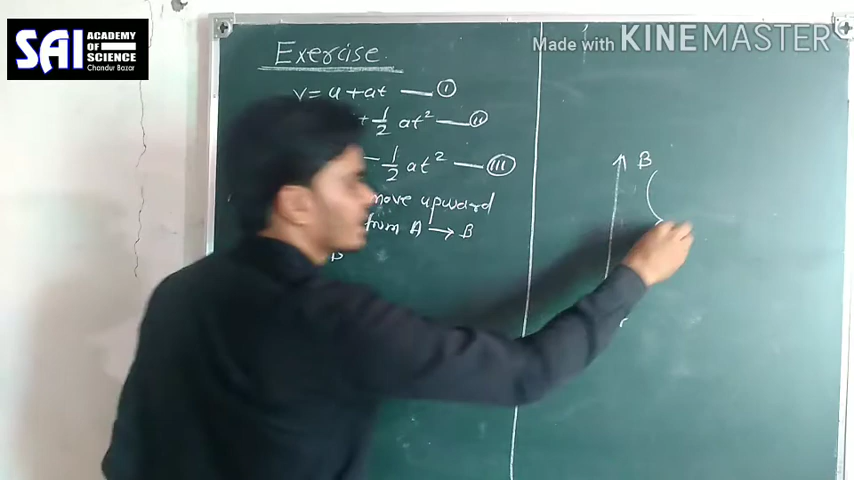 SAI ACADEMY
OF
SCIENCE
Chandur Bazar
Made with KINEMASTER
Exercise
v = u + at — (I)
+ 1/2 at² — (II)
– 1/2 at² — (III)
move upward
from A → B
B